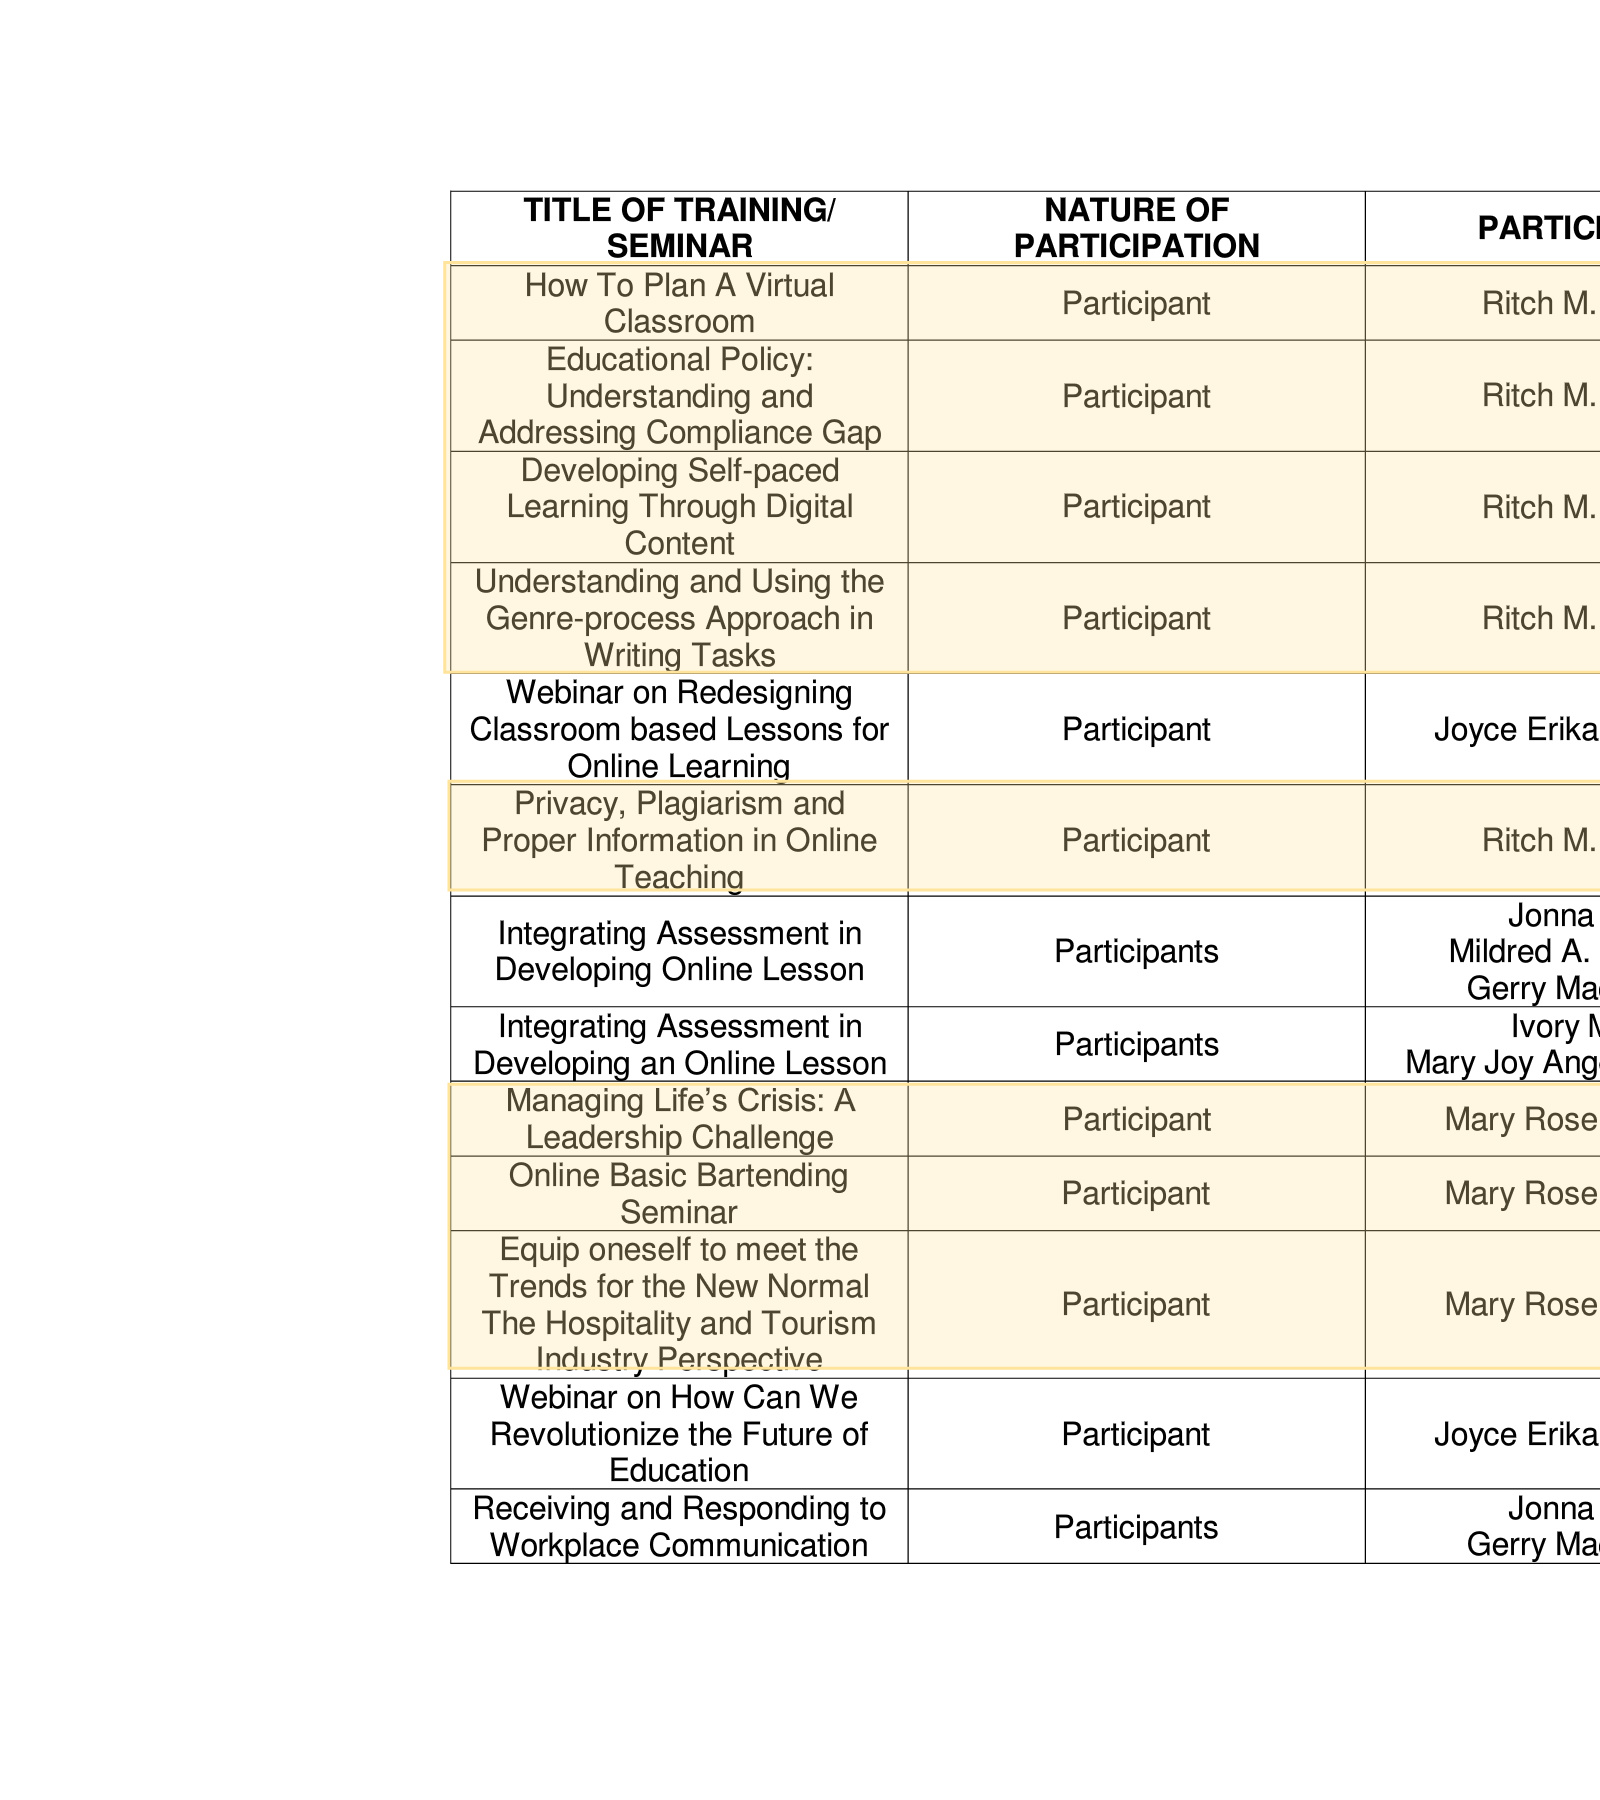 TITLE OF TRAINING/
SEMINAR
NATURE OF
PARTICIPATION
How To Plan A Virtual
Classroom
Participant
Ritch M.
Educational Policy:
Understanding and
Addressing Compliance Gap
Participant
Ritch M.
Developing Self-paced
Learning Through Digital
Content
Participant
Ritch M.
Understanding and Using the
Genre-process Approach in
Writing Tasks
Participant
Ritch M.
Webinar on Redesigning
Classroom based Lessons for
Online Learning
Participant
Joyce Erika
Privacy, Plagiarism and
Proper Information in Online
Teaching
Participant
Ritch M.
Integrating Assessment in
Developing Online Lesson
Participants
Jonna
Mildred A.
Gerry
Integrating Assessment in
Developing an Online Lesson
Participants
Ivory
Mary Joy
Managing Life’s Crisis: A
Leadership Challenge
Participant
Mary Rose
Online Basic Bartending
Seminar
Participant
Mary Rose
Equip oneself to meet the
Trends for the New Normal
The Hospitality and Tourism
Industry Perspective
Participant
Mary Rose
Webinar on How Can We
Revolutionize the Future of
Education
Participant
Joyce Erika
Receiving and Responding to
Workplace Communication
Participants
Jonna
Gerry